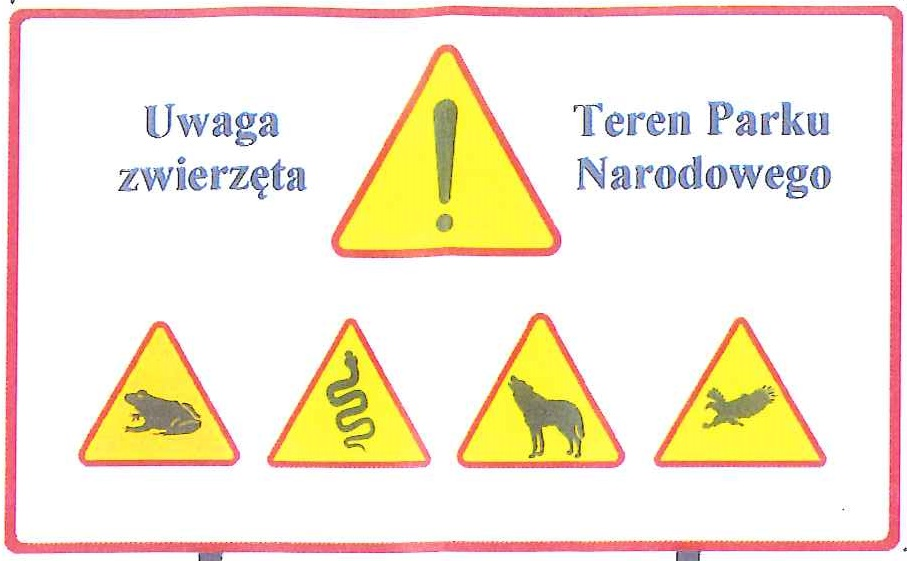 Uwaga
zwierzęta
!
Teren Parku
Narodowego